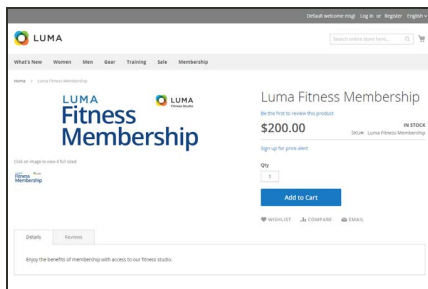 Default welcome msg! Log in or Register English
LUMA
Search entire store here...
What's New Women Men Gear Training Sale Membership
Home > Luma Fitness Membership
LUMA
Fitness
Membership
LUMA
Fitness Studio
Click on image to view it full sized
Fitness
Membership
Luma Fitness Membership
Be the first to review this product
$200.00
IN STOCK
SKU#: Luma Fitness Membership
Sign up for price alert
Qty
1
Add to Cart
WISHLIST COMPARE EMAIL
Details Reviews
Enjoy the benefits of membership with access to our fitness studio.